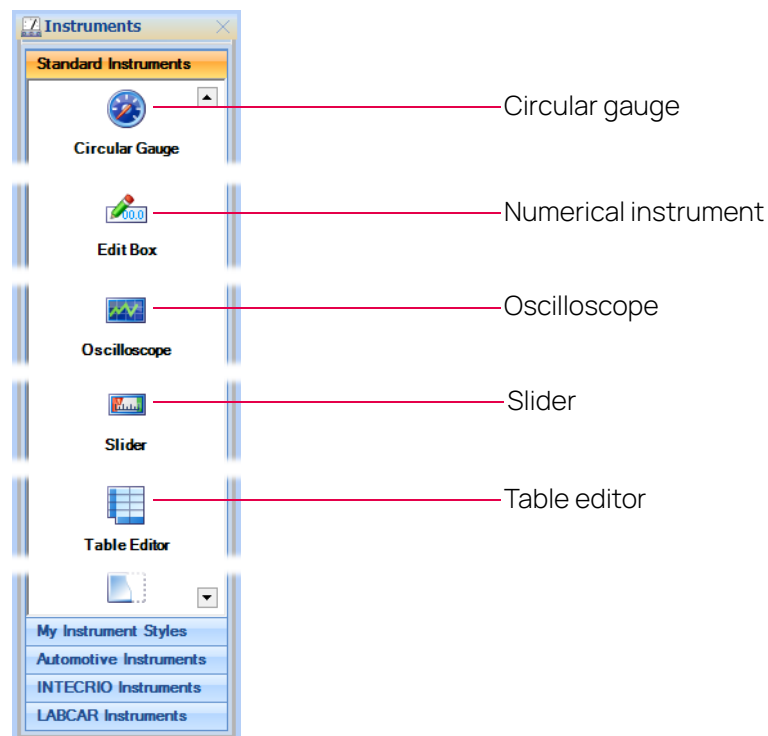 Instruments
Standard Instruments
Circular Gauge
Circular gauge
00.0
Edit Box
Numerical instrument
Oscilloscope
Oscilloscope
Slider
Slider
Table Editor
Table editor
My Instrument Styles
Automotive Instruments
INTECRIO Instruments
LABCAR Instruments